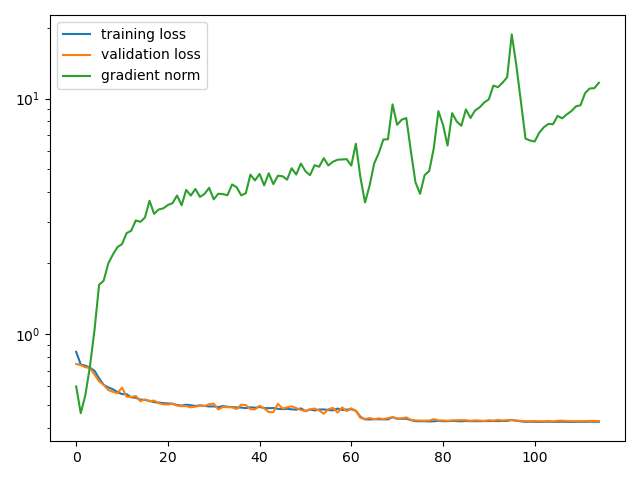 training loss
validation loss
gradient norm
10¹
10⁰
0 20 40 60 80 100